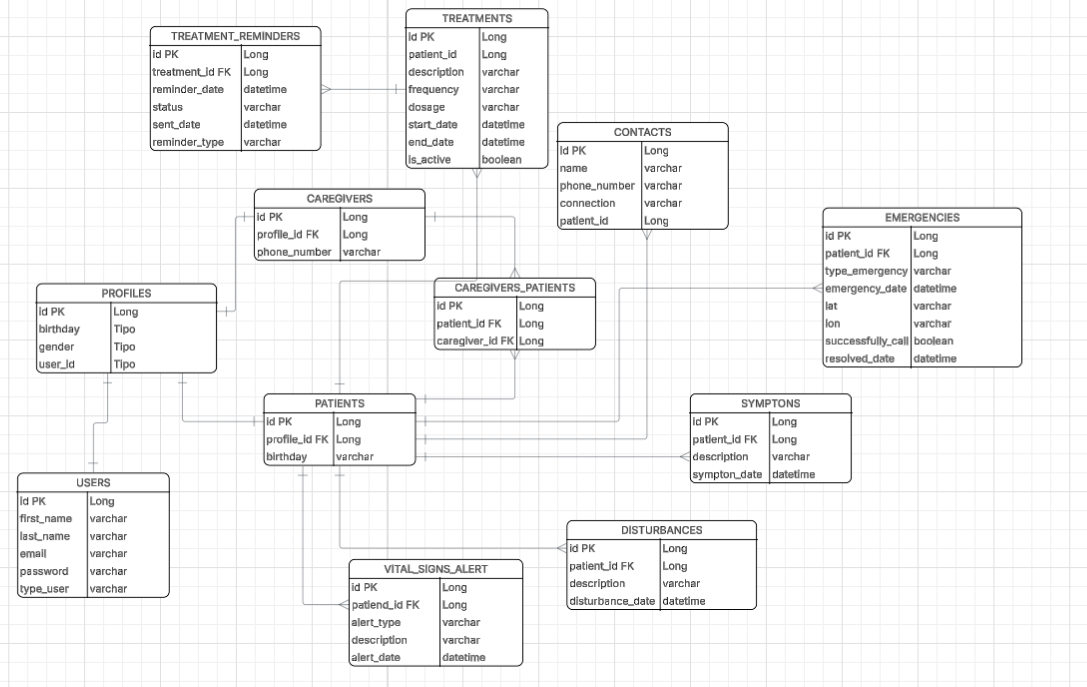 TREATMENT_REMINDERS
id PK Long
treatment_id FK Long
reminder_date datetime
status varchar
sent_date datetime
reminder_type varchar
TREATMENTS
id PK Long
patient_id Long
description varchar
frequency varchar
dosage varchar
start_date datetime
end_date datetime
is_active boolean
CONTACTS
id PK Long
name varchar
phone_number varchar
connection varchar
patient_id Long
CAREGIVERS
id PK Long
profile_id FK Long
phone_number varchar
EMERGENCIES
id PK Long
patient_id FK Long
type_emergency varchar
emergency_date datetime
lat varchar
lon varchar
successfully_call boolean
resolved_date datetime
PROFILES
id PK Long
birthday Tipo
gender Tipo
user_id Tipo
CAREGIVERS_PATIENTS
id PK Long
patient_id FK Long
caregiver_id FK Long
PATIENTS
id PK Long
profile_id FK Long
birthday varchar
SYMPTONS
id PK Long
patient_id FK Long
description varchar
sympton_date datetime
USERS
id PK Long
first_name varchar
last_name varchar
email varchar
password varchar
type_user varchar
DISTURBANCES
id PK Long
patient_id FK Long
description varchar
disturbance_date datetime
VITAL_SIGNS_ALERT
id PK Long
patiend_id FK Long
alert_type varchar
description varchar
alert_date datetime